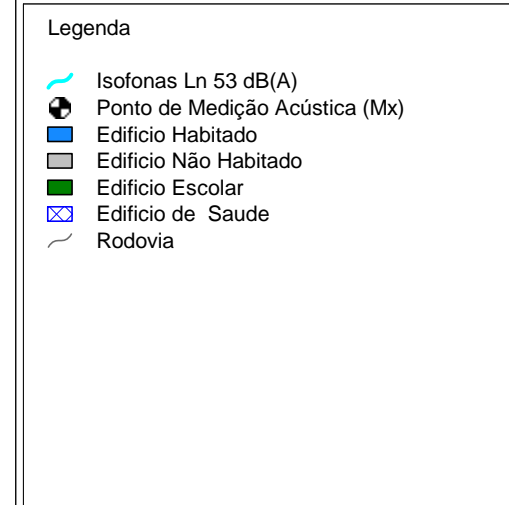 Legenda
Isofonas Ln 53 dB(A)
Ponto de Medição Acústica (Mx)
Edificio Habitado
Edificio Não Habitado
Edificio Escolar
Edificio de  Saude
Rodovia